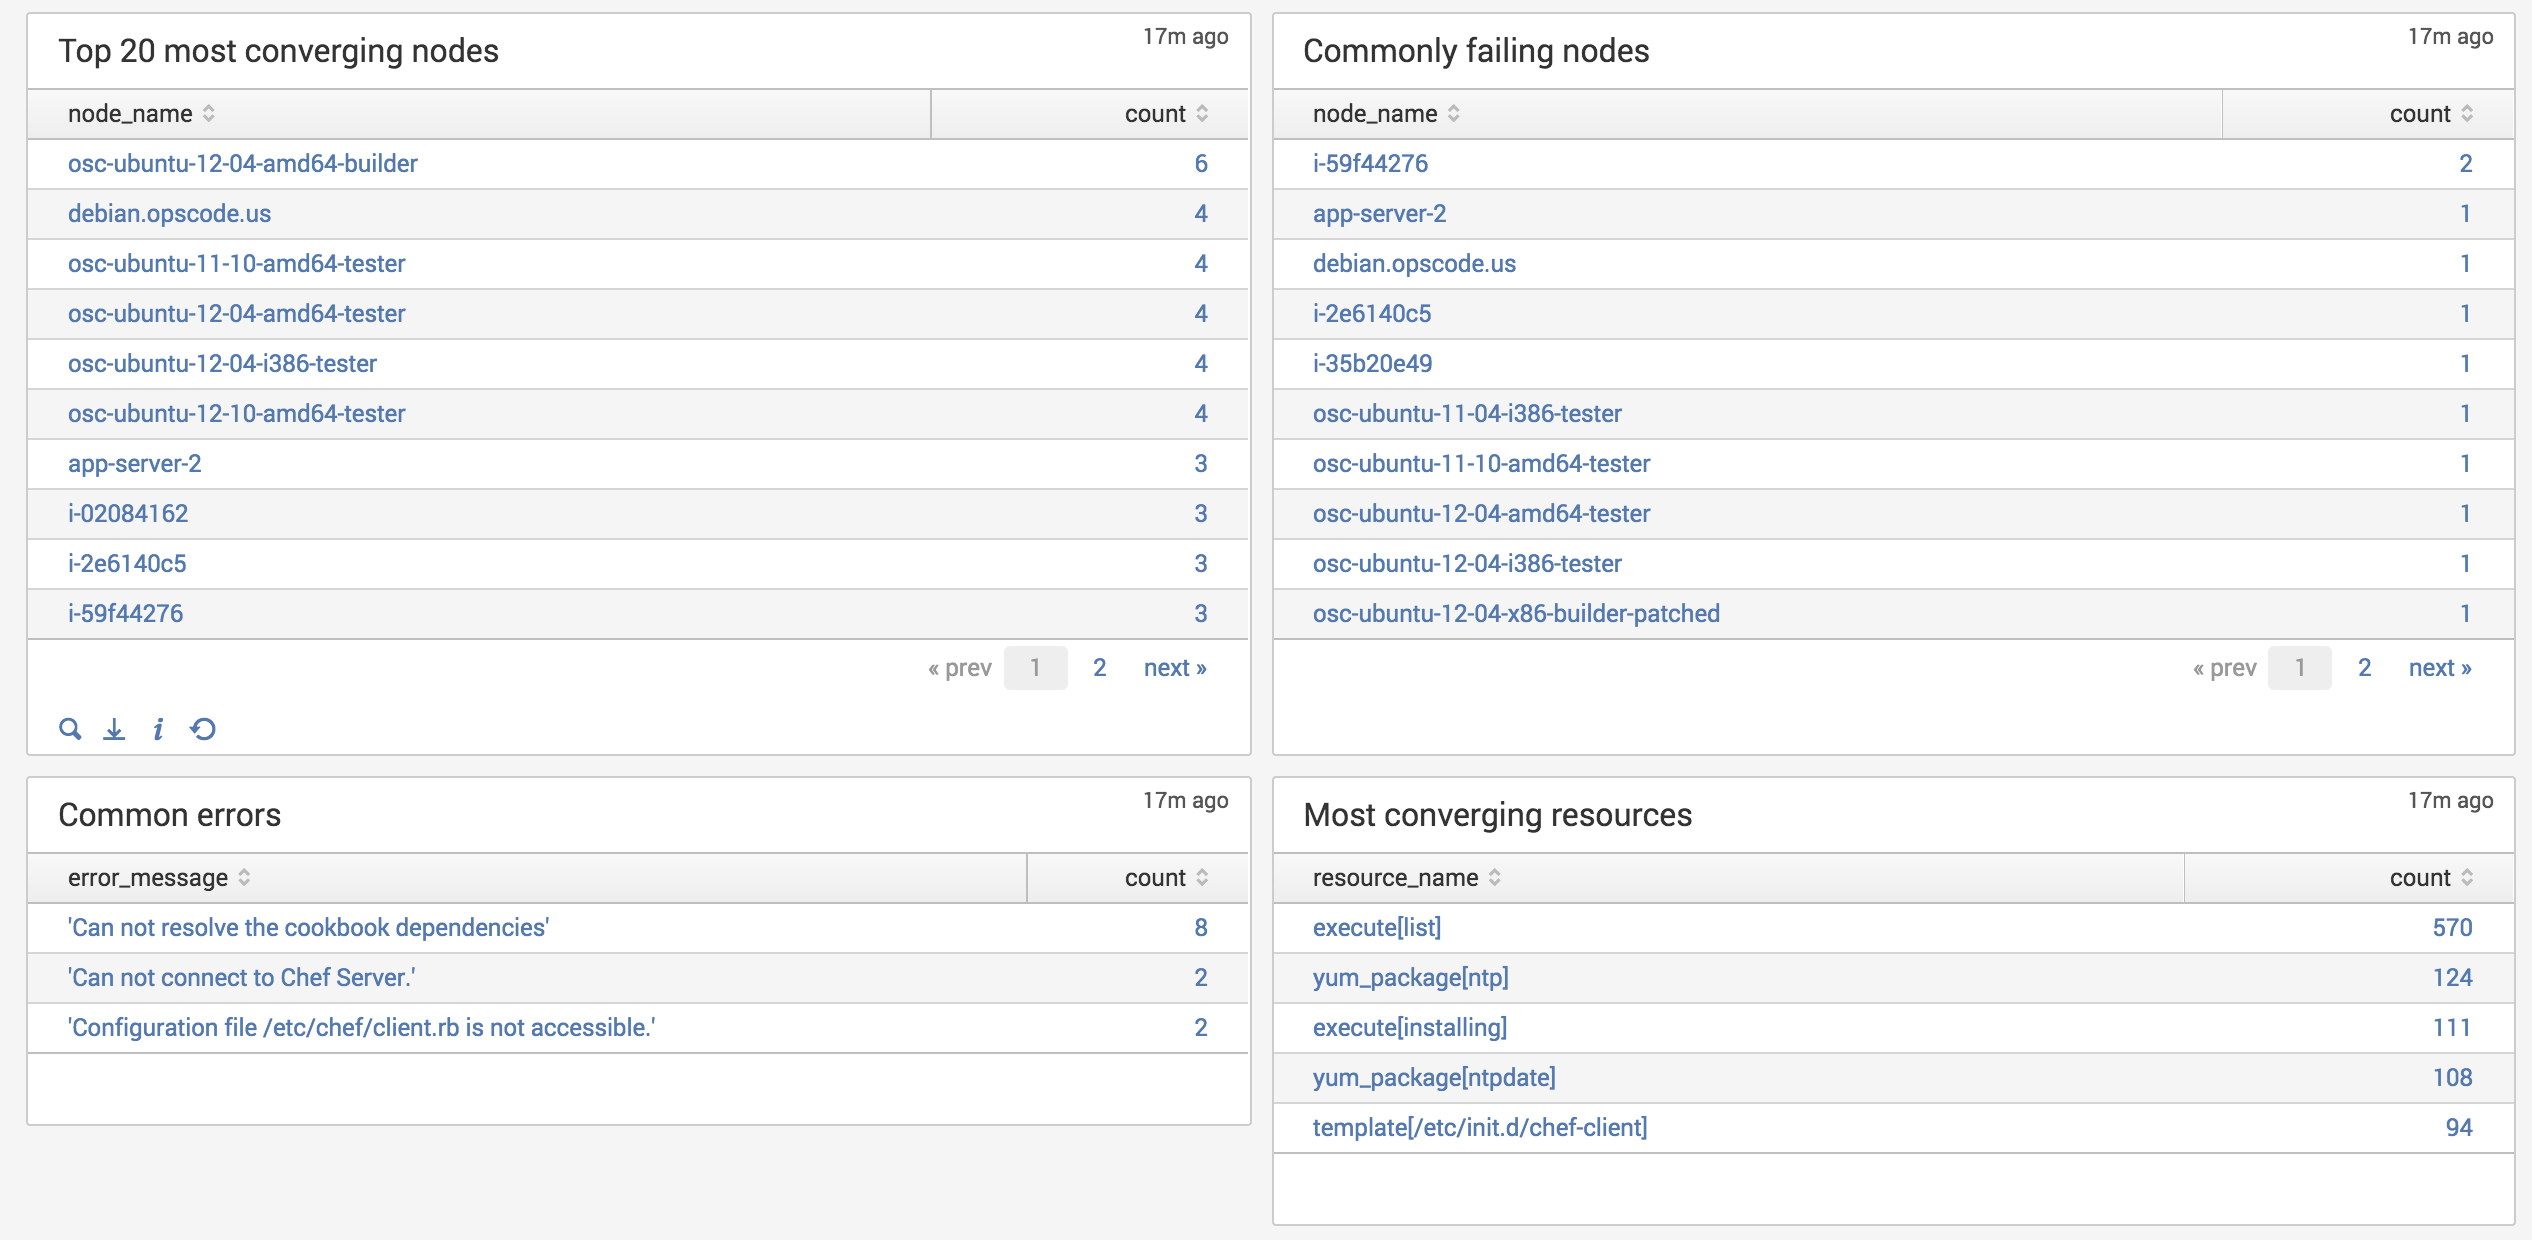 Top 20 most converging nodes 17m ago
node_name count
osc-ubuntu-12-04-amd64-builder 6
debian.opscode.us 4
osc-ubuntu-11-10-amd64-tester 4
osc-ubuntu-12-04-amd64-tester 4
osc-ubuntu-12-04-i386-tester 4
osc-ubuntu-12-10-amd64-tester 4
app-server-2 3
i-02084162 3
i-2e6140c5 3
i-59f44276 3
« prev 1 2 next »
Commonly failing nodes 17m ago
node_name count
i-59f44276 2
app-server-2 1
debian.opscode.us 1
i-2e6140c5 1
i-35b20e49 1
osc-ubuntu-11-04-i386-tester 1
osc-ubuntu-11-10-amd64-tester 1
osc-ubuntu-12-04-amd64-tester 1
osc-ubuntu-12-04-i386-tester 1
osc-ubuntu-12-04-x86-builder-patched 1
« prev 1 2 next »
Common errors 17m ago
error_message count
'Can not resolve the cookbook dependencies' 8
'Can not connect to Chef Server.' 2
'Configuration file /etc/chef/client.rb is not accessible.' 2
Most converging resources 17m ago
resource_name count
execute[list] 570
yum_package[ntp] 124
execute[installing] 111
yum_package[ntpdate] 108
template[/etc/init.d/chef-client] 94